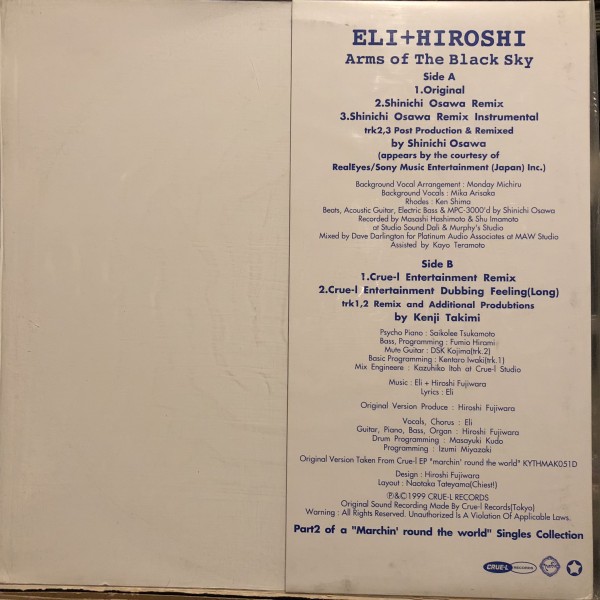 ELI+HIROSHI
Arms of The Black Sky
Side A
1.Original
2.Shinichi Osawa Remix
3.Shinichi Osawa Remix Instrumental
trk2,3 Post Production & Remixed
by Shinichi Osawa
(appears by the courtesy of
RealEyes/Sony Music Entertainment (Japan) Inc.)
Background Vocal Arrangement : Monday Michiru
Background Vocals : Mika Arisaka
Rhodes : Ken Shima
Beats, Acoustic Guitar, Electric Bass & MPC-3000'd by Shinichi Osawa
Recorded by Masashi Hashimoto & Shu Imamoto
at Studio Sound Dali & Murphy's Studio
Mixed by Dave Darlington for Platinum Audio Associates at MAW Studio
Assisted by Kayo Teramoto
Side B
1.Crue-l Entertainment Remix
2.Crue-l Entertainment Dubbing Feeling(Long)
trk1,2 Remix and Additional Produbtions
by Kenji Takimi
Psycho Piano : Saikolee Tsukamoto
Bass, Programming : Fumio Hirami
Mute Guitar : DSK Kojima(trk.2)
Basic Programming : Kentaro Iwaki(trk.1)
Mix Engineere : Kazuhiko Itoh at Crue-l Studio
Music : Eli + Hiroshi Fujiwara
Lyrics : Eli
Original Version Produce : Hiroshi Fujiwara
Vocals, Chorus : Eli
Guitar, Piano, Bass, Organ : Hiroshi Fujiwara
Drum Programming : Masayuki Kudo
Programming : Izumi Miyazaki
Original Version Taken From Crue-l EP "marchin' round the world" KYTHMAK051D
Design : Hiroshi Fujiwara
Layout : Naotaka Tateyama(Chiest!)
℗&©1999 CRUE-L RECORDS
Original Sound Recording Made By Crue-l Records(Tokyo)
Warning : All Rights Reserved. Unauthorized Is A Violation Of Applicable Laws.
Part2 of a "Marchin' round the world" Singles Collection
CRUE-L RECORDS